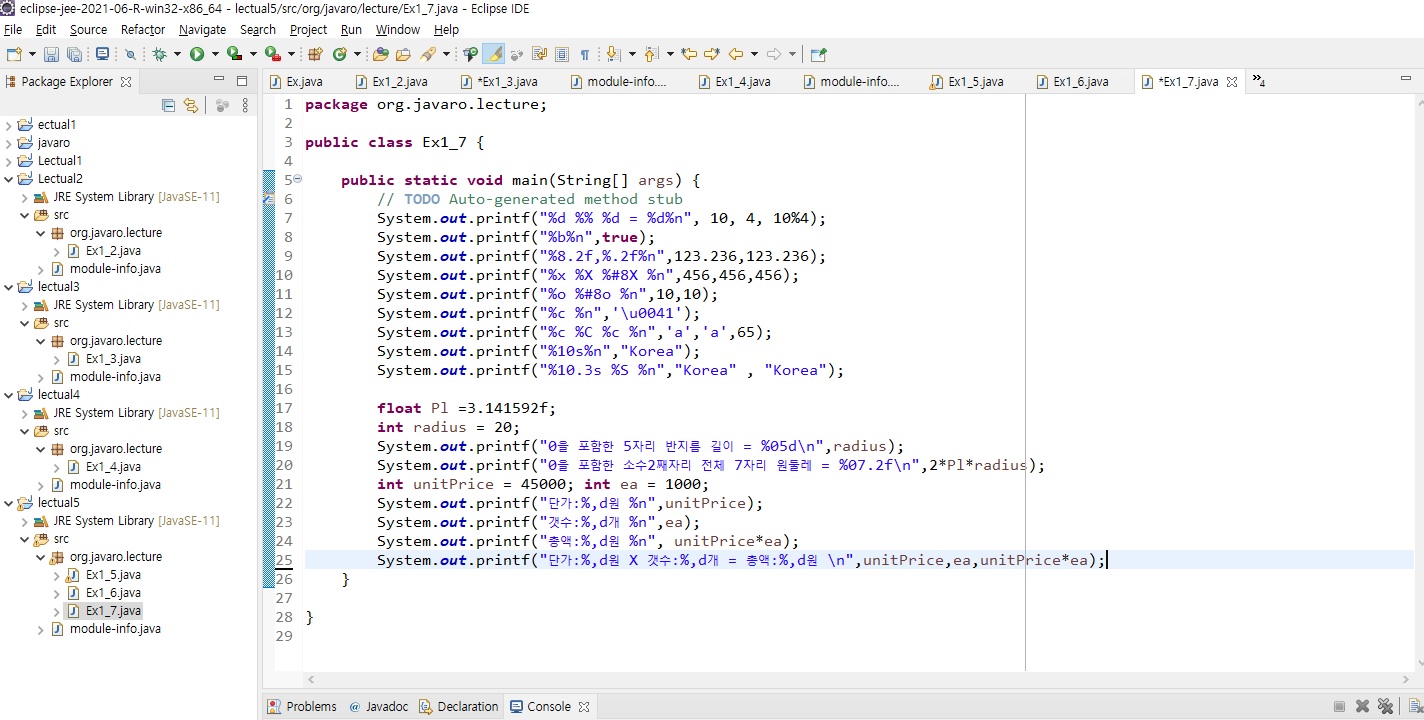 eclipse-jee-2021-06-R-win32-x86_64 - lectual5/src/org/javaro/lecture/Ex1_7.java - Eclipse IDE
File Edit Source Refactor Navigate Search Project Run Window Help
Package Explorer
Ex.java Ex1_2.java *Ex1_3.java module-info.... Ex1_4.java module-info.... Ex1_5.java Ex1_6.java *Ex1_7.java »4
ectual1
javaro
Lectual1
Lectual2
JRE System Library [JavaSE-11]
src
org.javaro.lecture
Ex1_2.java
module-info.java
lectual3
JRE System Library [JavaSE-11]
src
org.javaro.lecture
Ex1_3.java
module-info.java
lectual4
JRE System Library [JavaSE-11]
src
org.javaro.lecture
Ex1_4.java
module-info.java
lectual5
JRE System Library [JavaSE-11]
src
org.javaro.lecture
Ex1_5.java
Ex1_6.java
Ex1_7.java
module-info.java
1 package org.javaro.lecture;
2
3 public class Ex1_7 {
4
5 public static void main(String[] args) {
6 // TODO Auto-generated method stub
7 System.out.printf("%d %% %d = %d%n", 10, 4, 10%4);
8 System.out.printf("%b%n",true);
9 System.out.printf("%8.2f,%.2f%n",123.236,123.236);
10 System.out.printf("%x %X %#8X %n",456,456,456);
11 System.out.printf("%o %#8o %n",10,10);
12 System.out.printf("%c %n",'\u0041');
13 System.out.printf("%c %C %c %n",'a','a',65);
14 System.out.printf("%10s%n","Korea");
15 System.out.printf("%10.3s %S %n","Korea" , "Korea");
16
17 float Pl =3.141592f;
18 int radius = 20;
19 System.out.printf("0을 포함한 5자리 반지름 길이 = %05d\n",radius);
20 System.out.printf("0을 포함한 소수2째자리 전체 7자리 원둘레 = %07.2f\n",2*Pl*radius);
21 int unitPrice = 45000; int ea = 1000;
22 System.out.printf("단가:%,d원 %n",unitPrice);
23 System.out.printf("갯수:%,d개 %n",ea);
24 System.out.printf("총액:%,d원 %n", unitPrice*ea);
25 System.out.printf("단가:%,d원 X 갯수:%,d개 = 총액:%,d원 \n",unitPrice,ea,unitPrice*ea);
26 }
27
28 }
29
Problems Javadoc Declaration Console